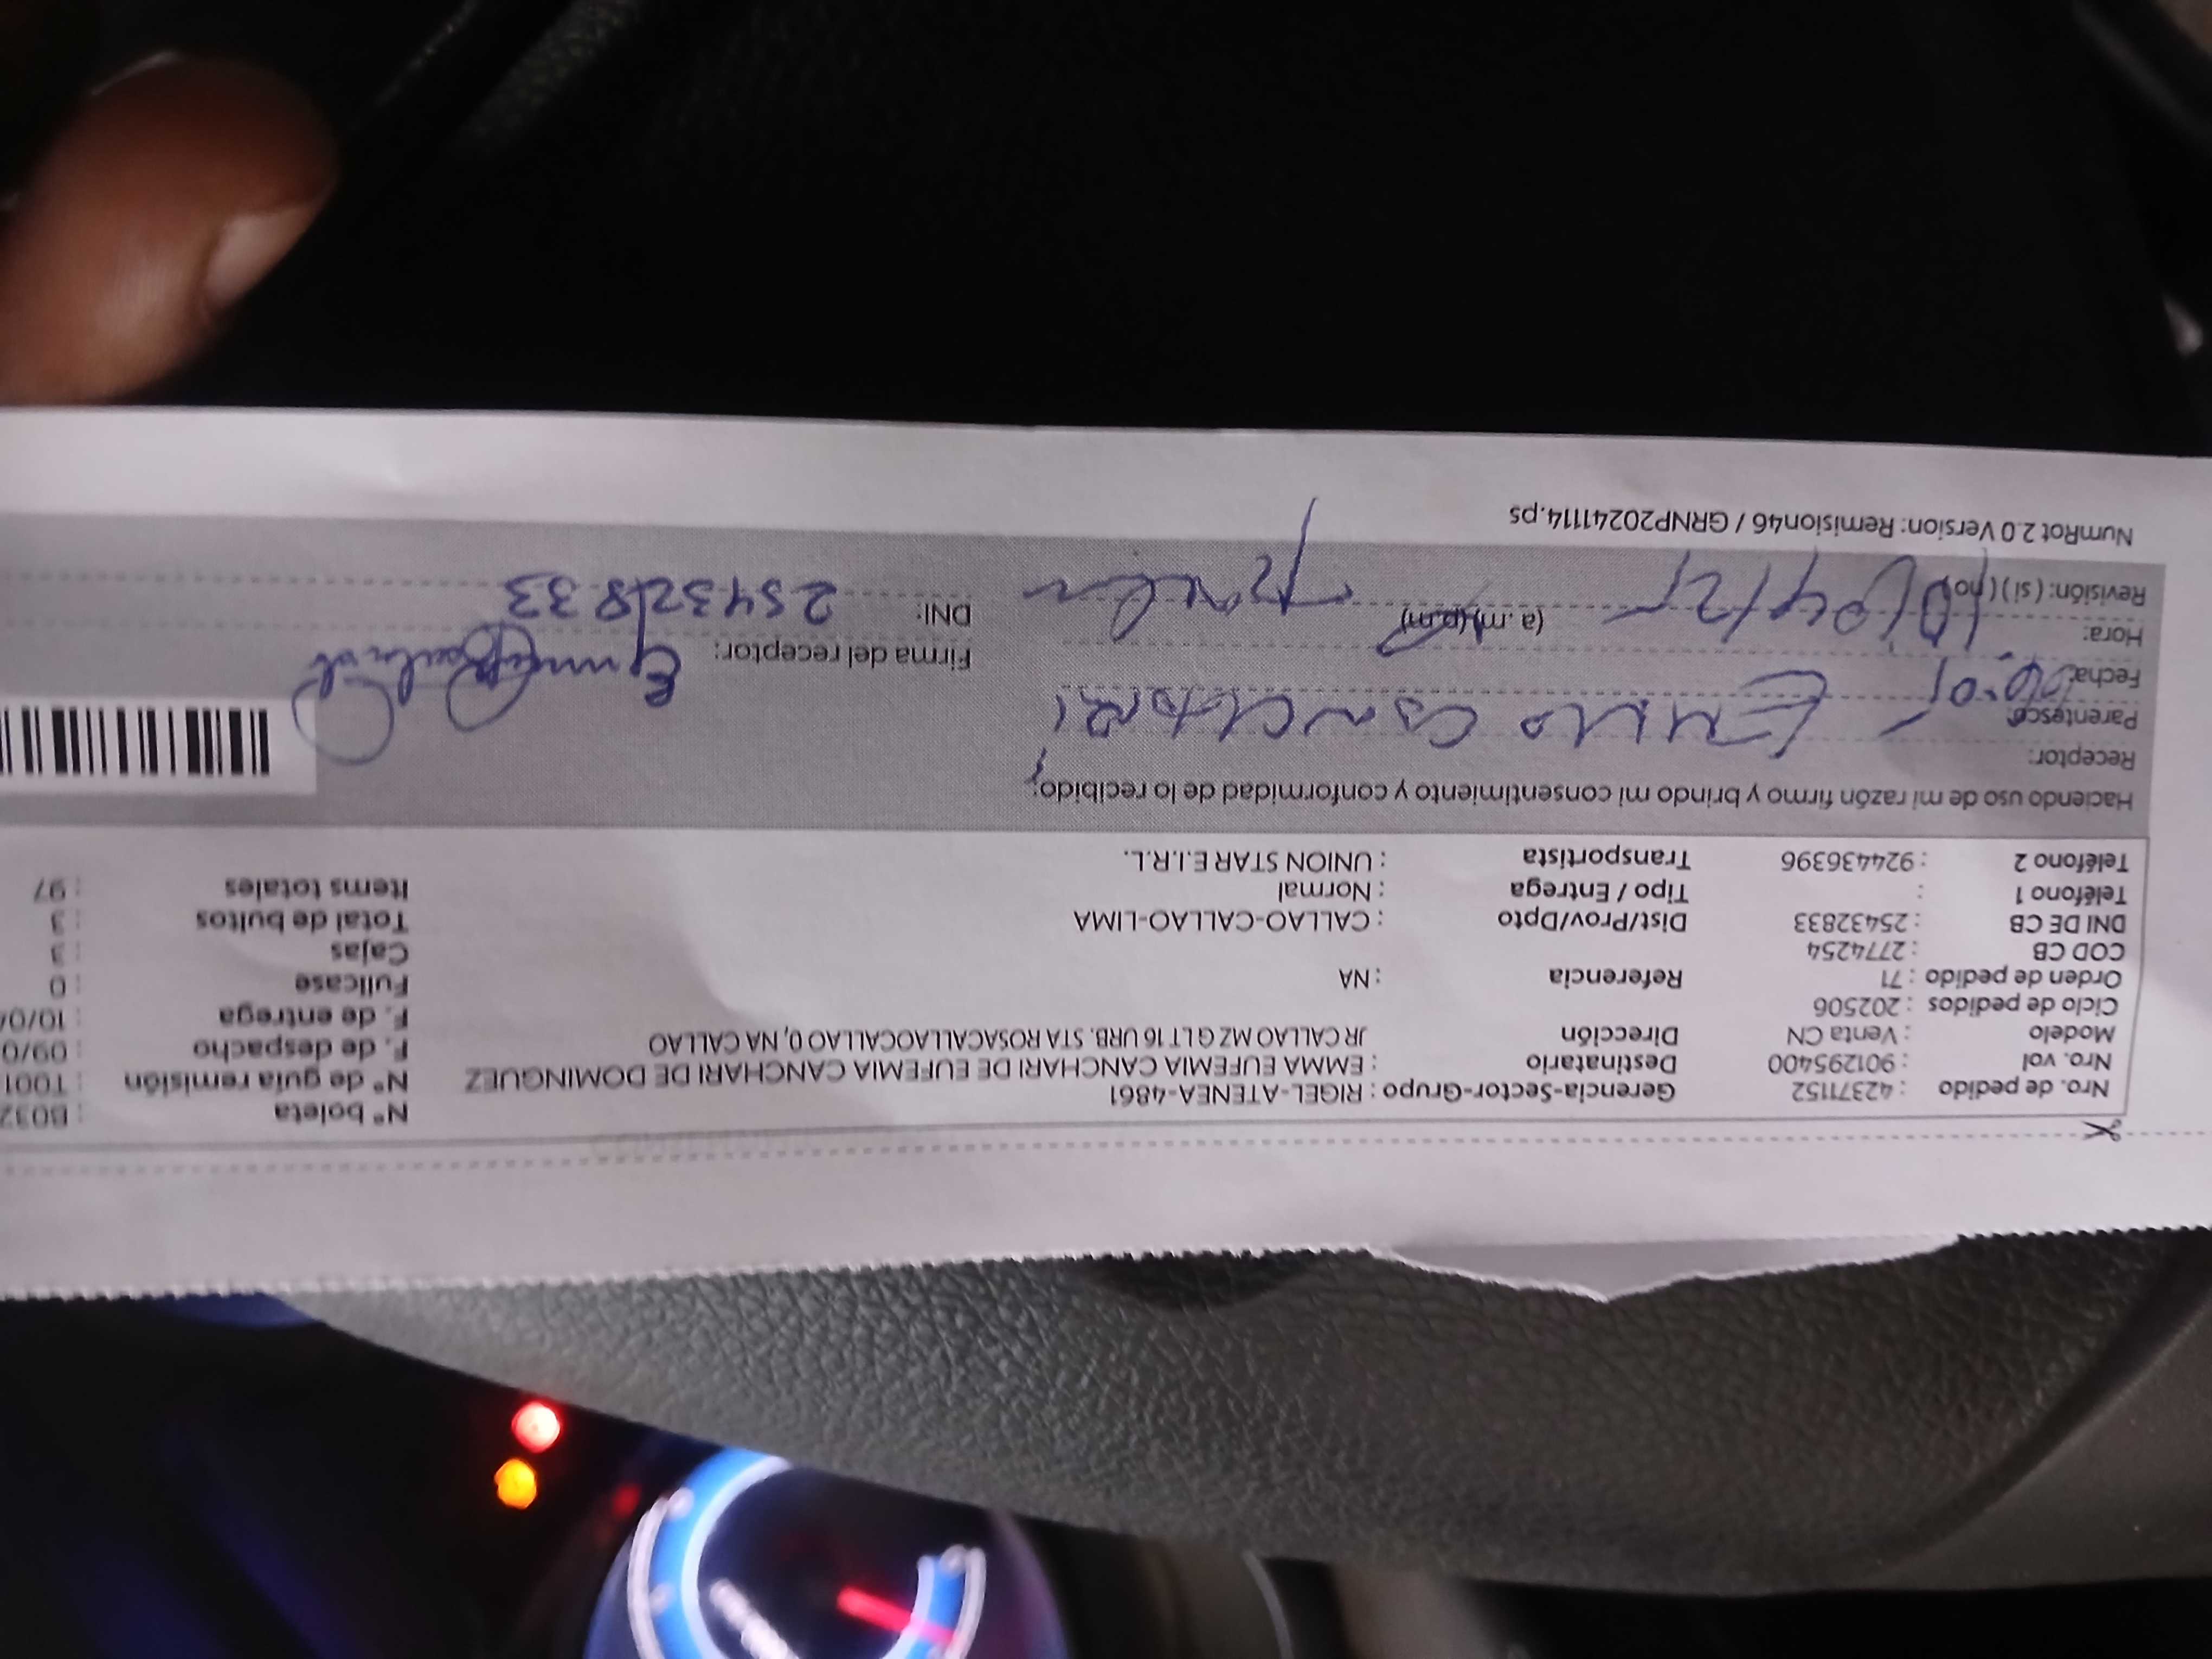 Nro. de pedido : 42371152 Gerencia-Sector-Grupo : RIGEL-ATENEA-4861 N° boleta : B032
Nro. vol : 901295400 Destinatario : EMMA EUFEMIA CANCHARI DE EUFEMIA CANCHARI DE DOMINGUEZ N° de guía remisión : T001
Modelo : Venta CN Dirección JR CALLAO MZ G LT 16 URB. STA ROSACALLAOCALLAO 0, NA CALLAO F. de despacho : 09/0
Ciclo de pedidos : 202506 F. de entrega : 10/04
Orden de pedido : 71 Referencia : NA Fullcase : 0
COD CB : 2774254 Cajas : 3
DNI DE CB : 25432833 Dist/Prov/Dpto : CALLAO-CALLAO-LIMA Total de bultos : 3
Teléfono 1 : Tipo / Entrega : Normal Items totales : 97
Teléfono 2 : 924436396 Transportista : UNION STAR E.I.R.L.
Haciendo uso de mi razón firmo y brindo mi consentimiento y conformidad de lo recibido:
Receptor:
Parentesco: CANCHARI
Fecha: Firma del receptor:
Hora: (a.m) (p.m)
Revisión: ( si ) ( no ) 10/04/25 DNI: 25432833
NumRot 2.0 Version: Remision46 / GRNP20241114.ps